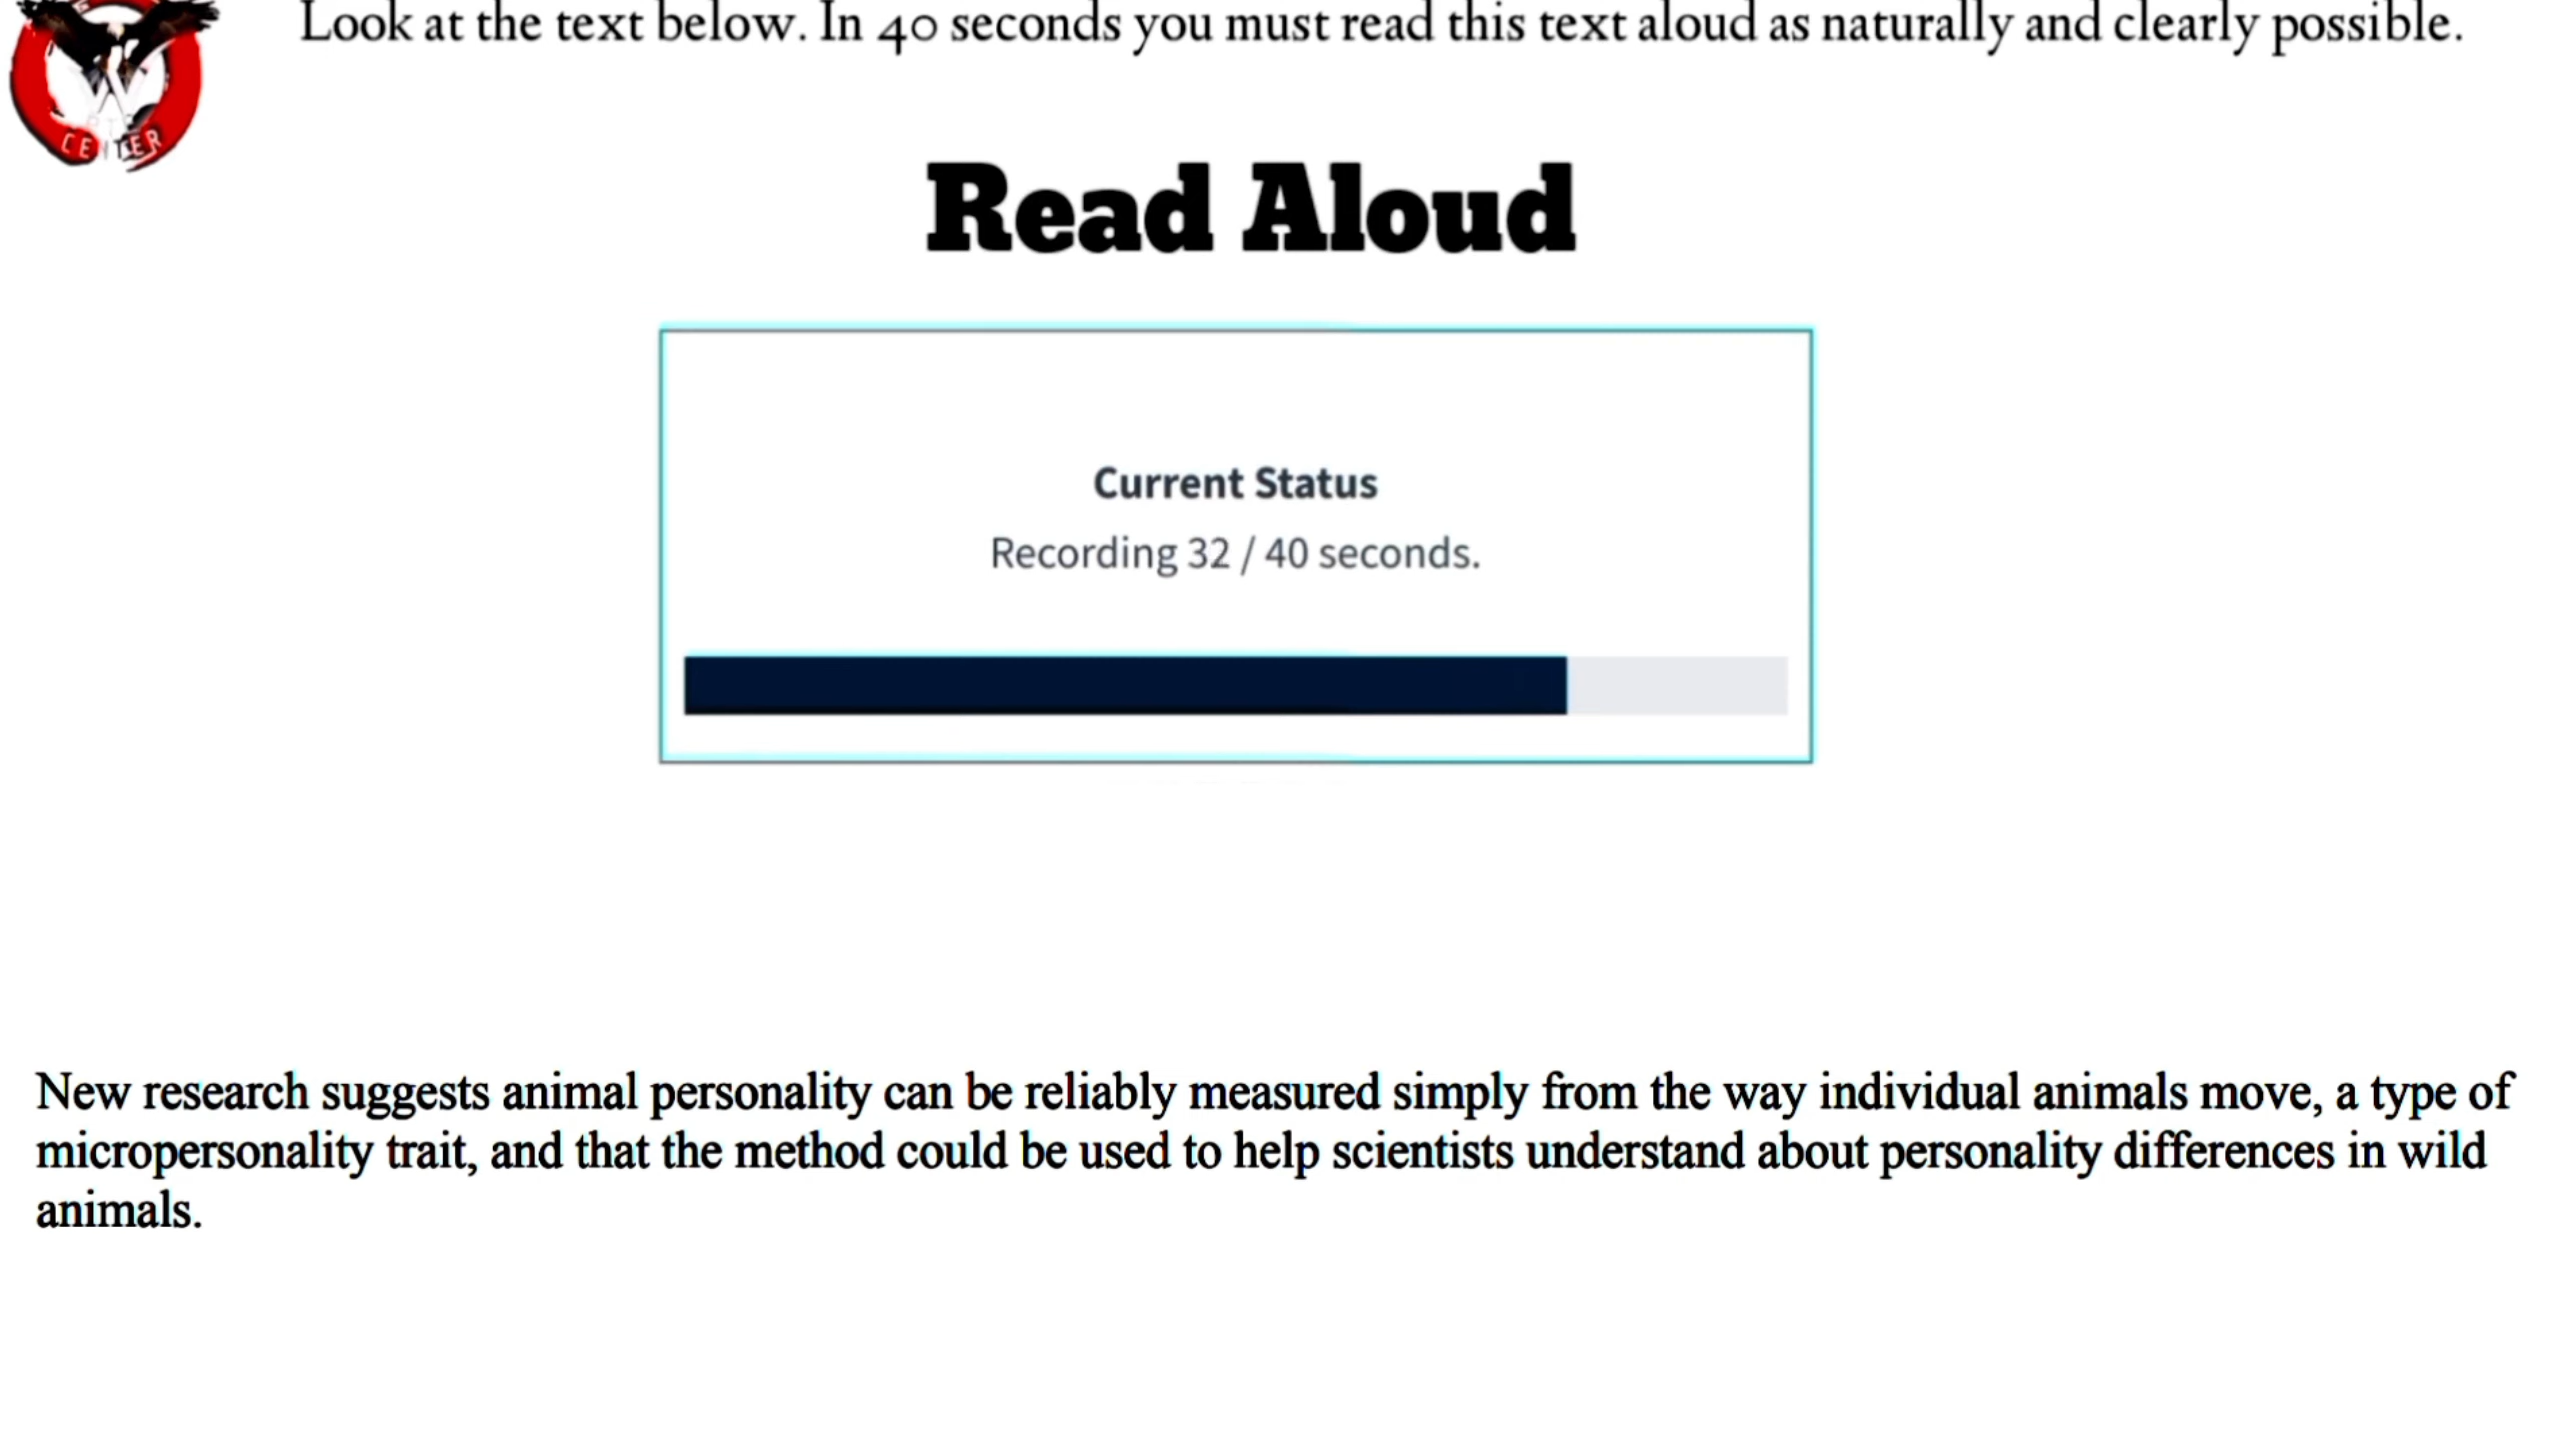 Look at the text below. In 40 seconds you must read this text aloud as naturally and clearly possible.
CENTER
Read Aloud
Current Status
Recording 32 / 40 seconds.
New research suggests animal personality can be reliably measured simply from the way individual animals move, a type of
micropersonality trait, and that the method could be used to help scientists understand about personality differences in wild
animals.